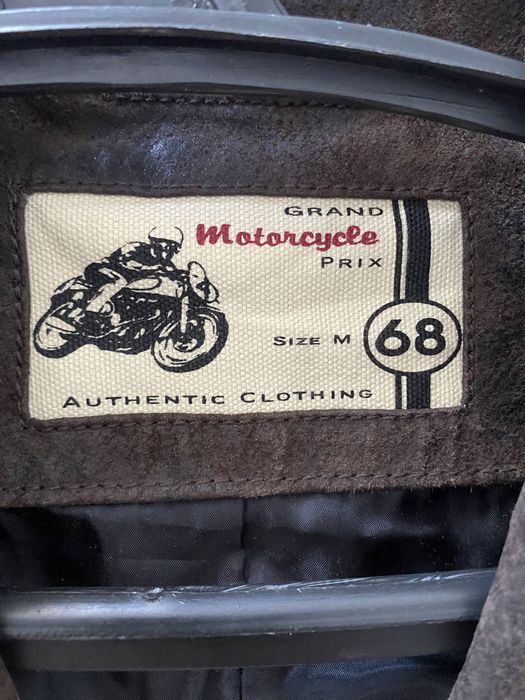 GRAND
Motorcycle
PRIX
SIZE M
68
AUTHENTIC CLOTHING